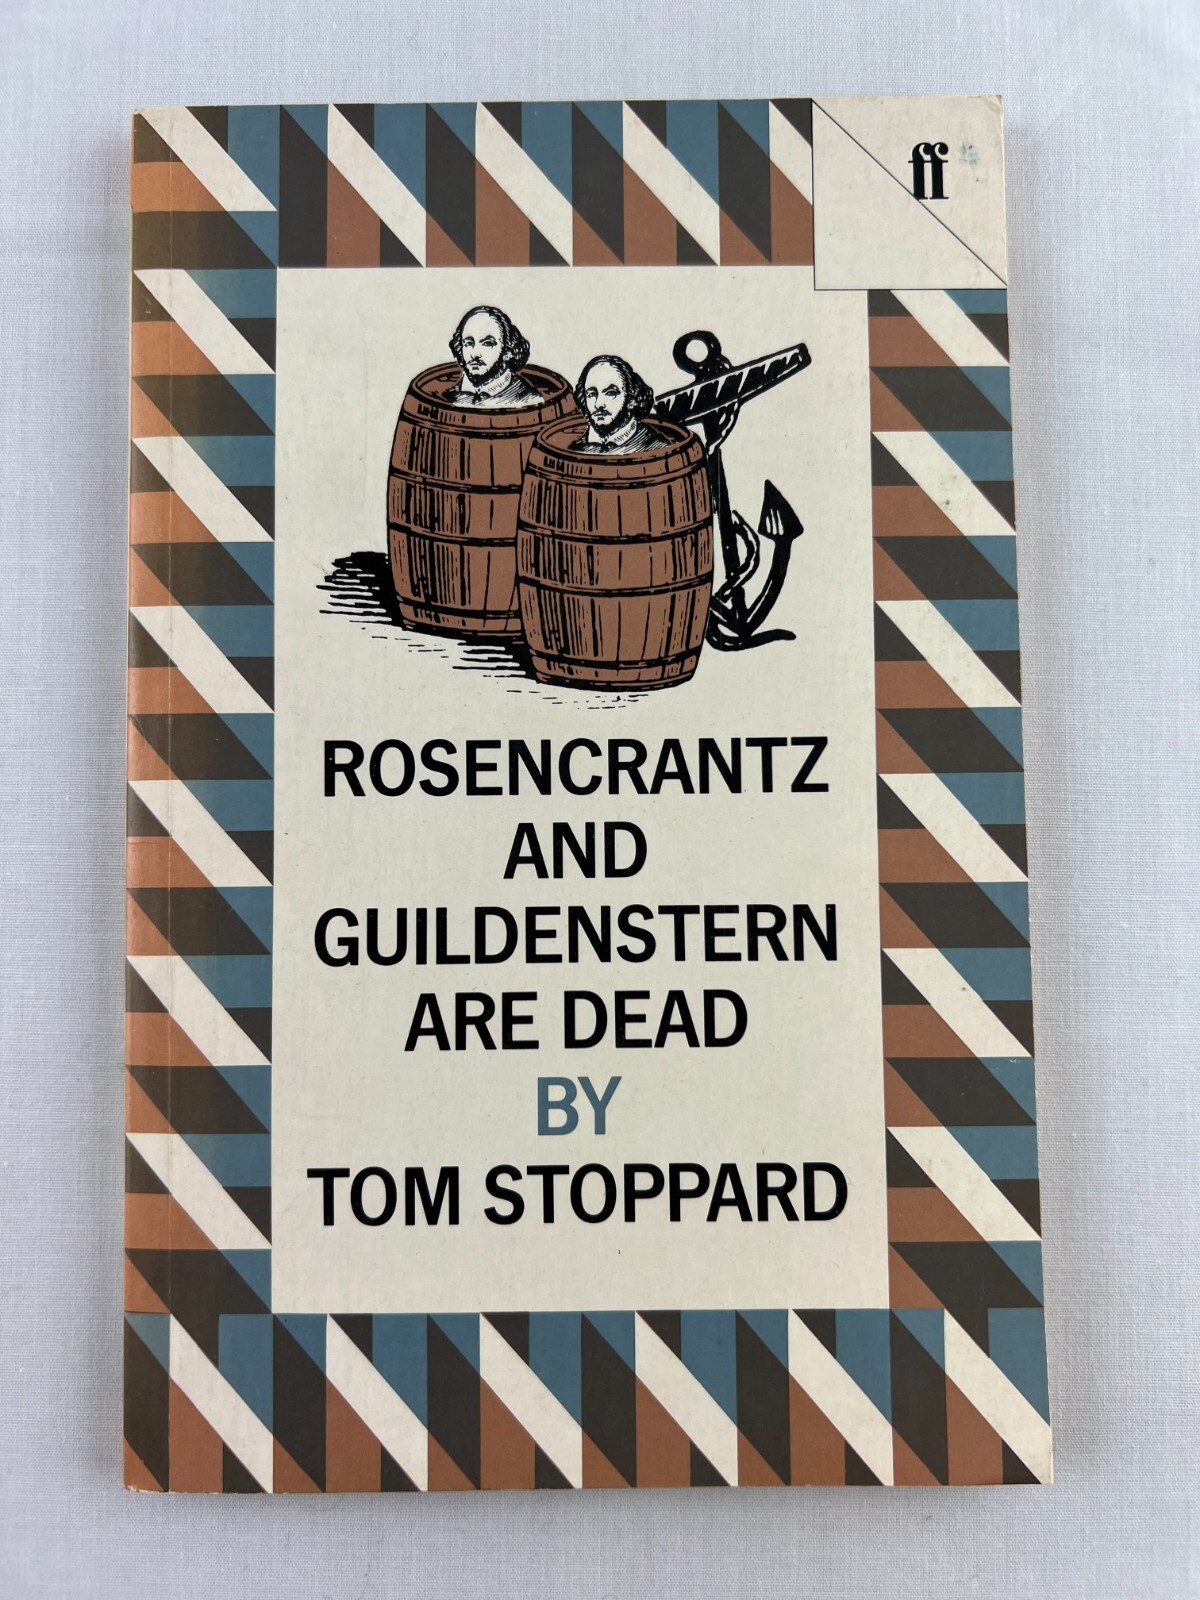 ff
ROSENCRANTZ
AND
GUILDENSTERN
ARE DEAD
BY
TOM STOPPARD